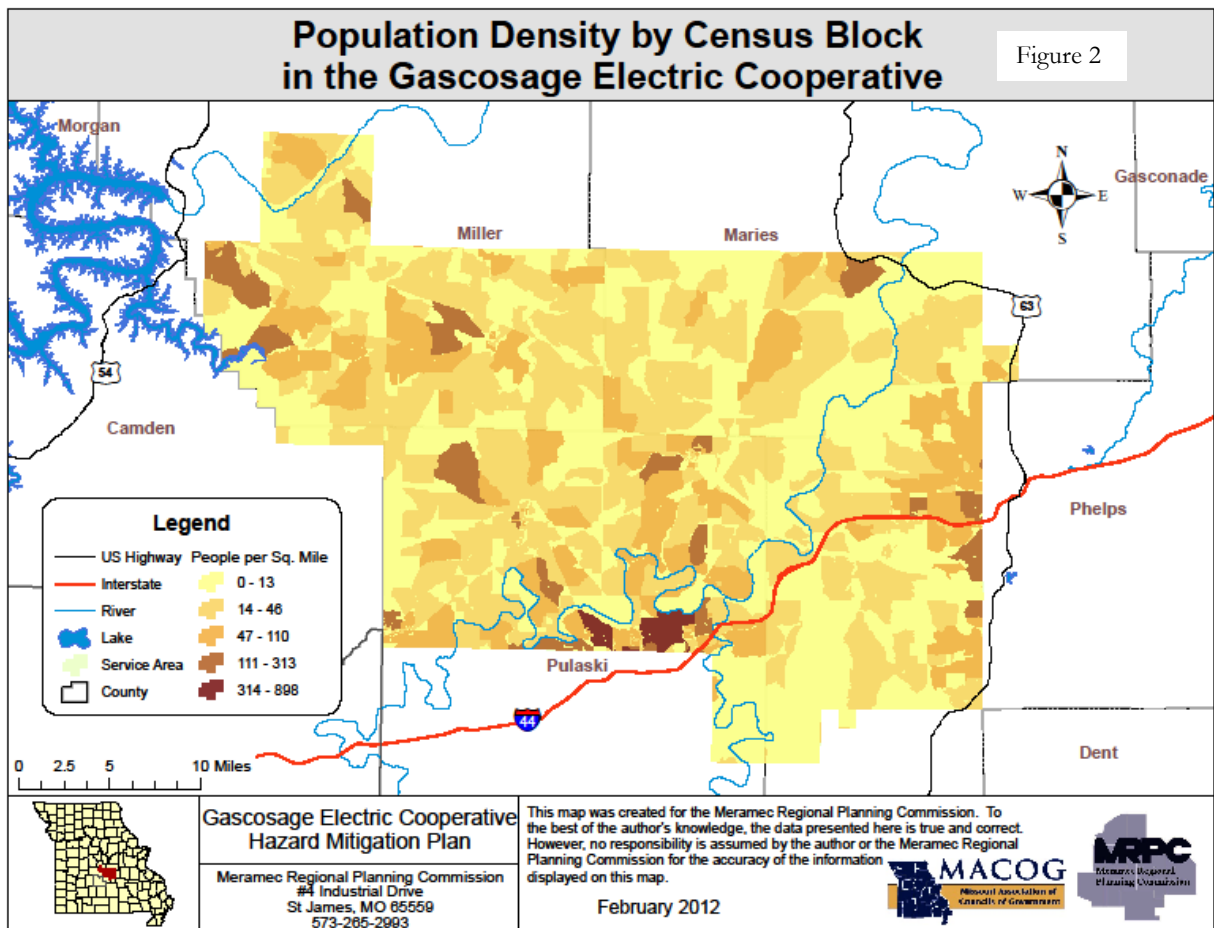 Population Density by Census Block
in the Gascosage Electric Cooperative
Figure 2
Morgan
Miller
Maries
Gasconade
N
W E
S
63
54
Camden
Phelps
Pulaski
44
Dent
Legend
US Highway People per Sq. Mile
Interstate 0 - 13
River 14 - 46
Lake 47 - 110
Service Area 111 - 313
County 314 - 898
0 2.5 5 10 Miles
Gascosage Electric Cooperative
Hazard Mitigation Plan
Meramec Regional Planning Commission
#4 Industrial Drive
St James, MO 65559
573-265-2993
This map was created for the Meramec Regional Planning Commission. To
the best of the author's knowledge, the data presented here is true and correct.
However, no responsibility is assumed by the author or the Meramec Regional
Planning Commission for the accuracy of the information
displayed on this map.
February 2012
MACOG
Missouri Association of
Councils of Government
MRPC
Meramec Regional
Planning Commission